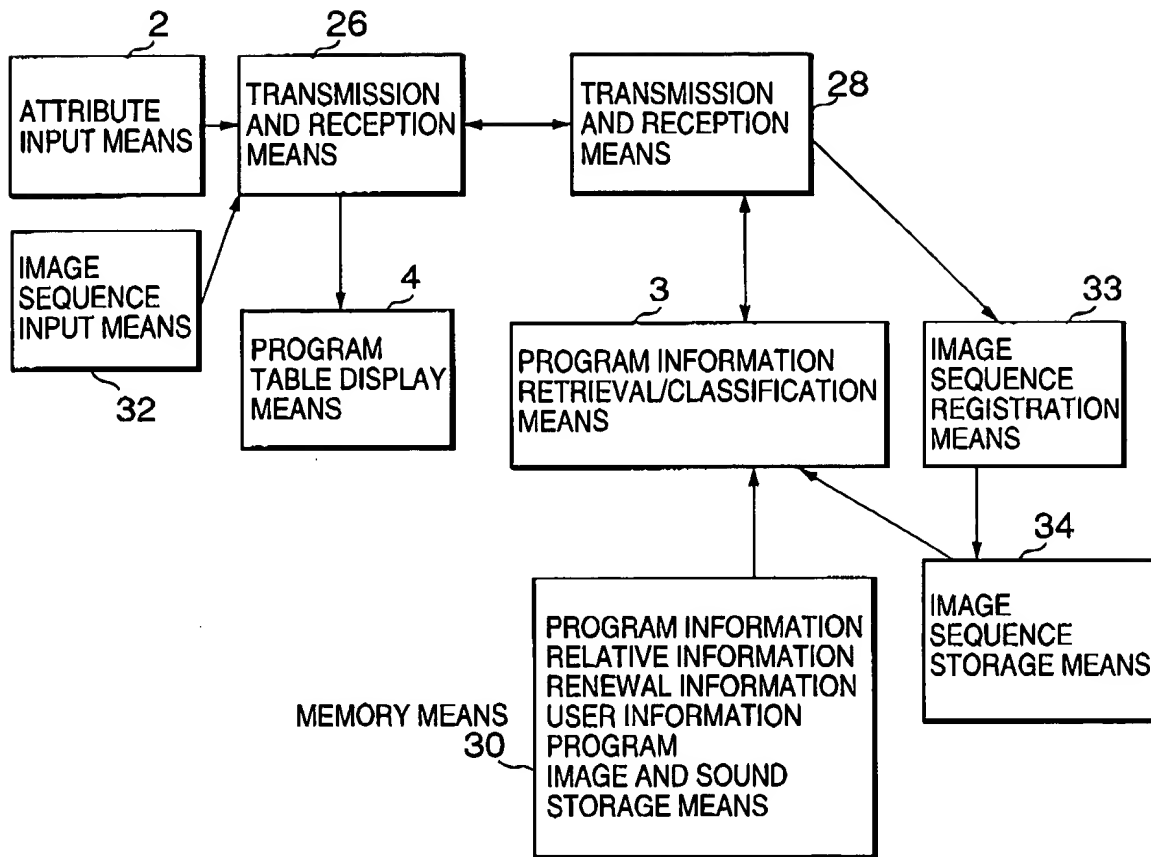 2
ATTRIBUTE
INPUT MEANS
26
TRANSMISSION
AND RECEPTION
MEANS
TRANSMISSION
AND RECEPTION
MEANS
28
IMAGE
SEQUENCE
INPUT MEANS
32
4
PROGRAM
TABLE DISPLAY
MEANS
3
PROGRAM INFORMATION
RETRIEVAL/CLASSIFICATION
MEANS
33
IMAGE
SEQUENCE
REGISTRATION
MEANS
34
IMAGE
SEQUENCE
STORAGE MEANS
MEMORY MEANS
30
PROGRAM INFORMATION
RELATIVE INFORMATION
RENEWAL INFORMATION
USER INFORMATION
PROGRAM
IMAGE AND SOUND
STORAGE MEANS